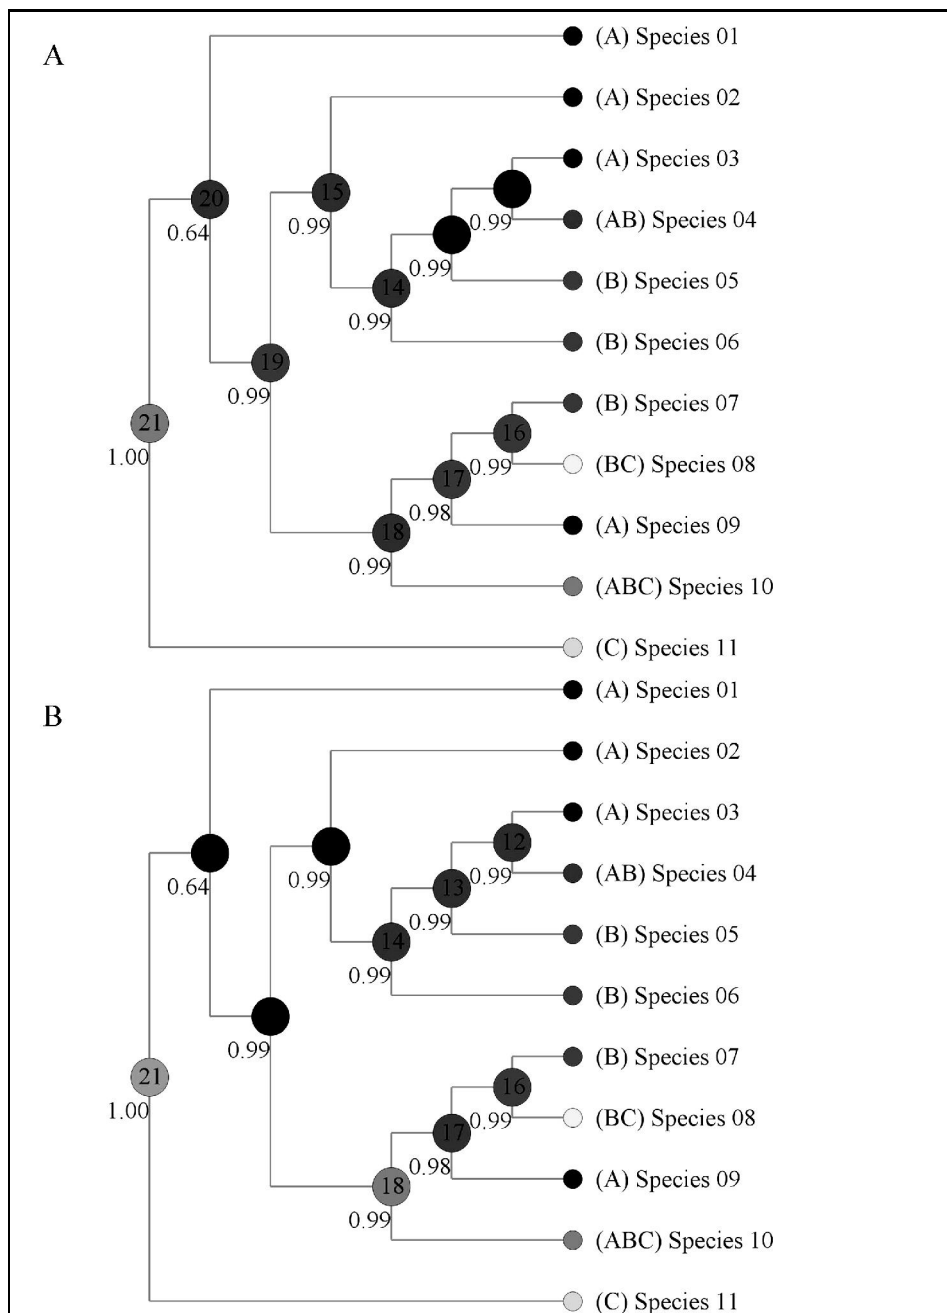 A
(A) Species 01
(A) Species 02
(A) Species 03
20
15
0.64
0.99
0.99
(AB) Species 04
0.99
(B) Species 05
14
0.99
(B) Species 06
19
0.99
(B) Species 07
21
16
1.00
0.99
(BC) Species 08
17
0.98
(A) Species 09
18
0.99
(ABC) Species 10
(C) Species 11
B
(A) Species 01
(A) Species 02
(A) Species 03
12
0.64
0.99
0.99
(AB) Species 04
13
0.99
(B) Species 05
14
0.99
(B) Species 06
0.99
(B) Species 07
21
16
1.00
0.99
(BC) Species 08
17
0.98
(A) Species 09
18
0.99
(ABC) Species 10
(C) Species 11